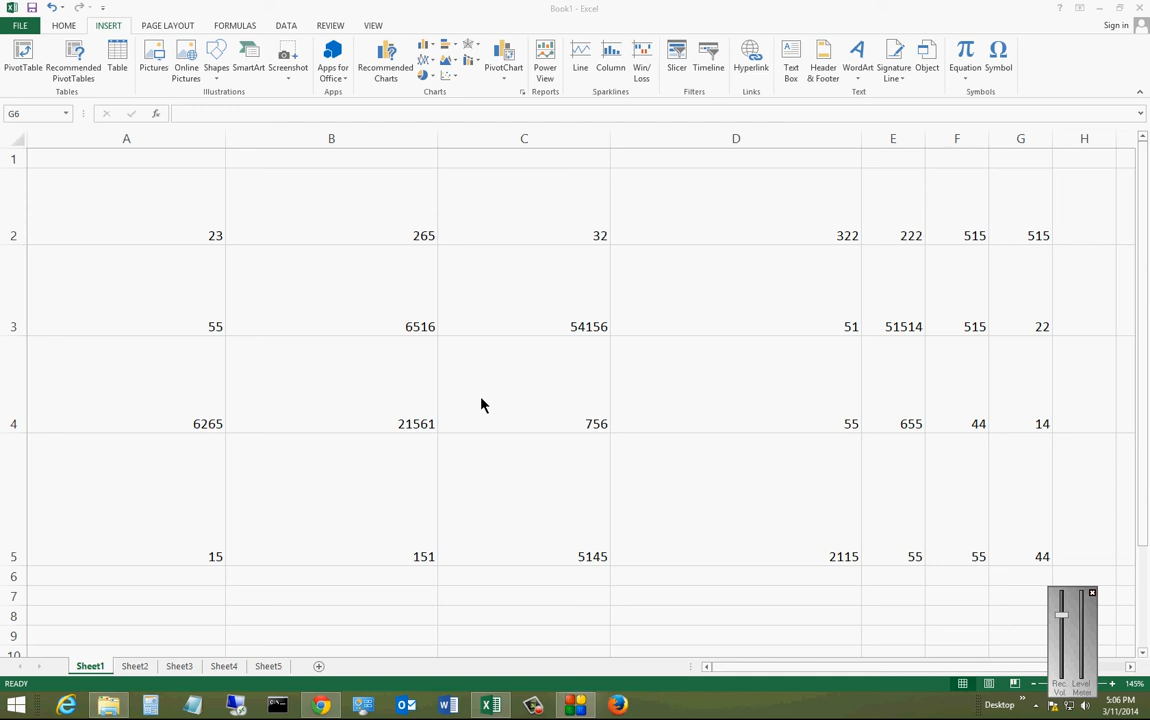 Book1 - Excel
?
FILE HOME INSERT PAGE LAYOUT FORMULAS DATA REVIEW VIEW
Sign in
PivotTable Recommended PivotTables Table Pictures Online Pictures Shapes SmartArt Screenshot Apps for Office Recommended Charts PivotChart Power View Line Column Win/ Loss Slicer Timeline Hyperlink Text Box Header & Footer WordArt Signature Line Object Equation Symbol
Tables Illustrations Apps Charts Reports Sparklines Filters Links Text Symbols
G6 fx
A B C D E F G H
1
2 23 265 32 322 222 515 515
3 55 6516 54156 51 51514 515 22
4 6265 21561 756 55 655 44 14
5 15 151 5145 2115 55 55 44
6
7
8
9
10
Sheet1 Sheet2 Sheet3 Sheet4 Sheet5
Rec. Vol. Level Meter
READY 145%
Desktop
5:06 PM
3/11/2014